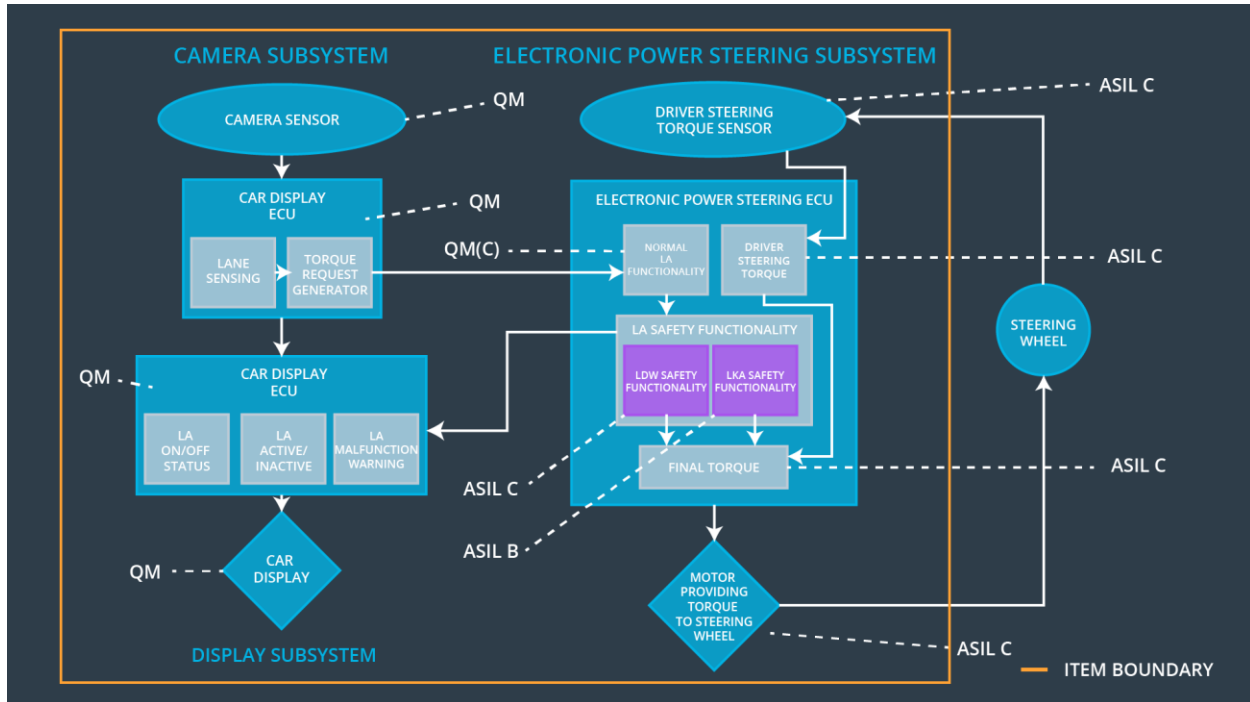 CAMERA SUBSYSTEM
ELECTRONIC POWER STEERING SUBSYSTEM
CAMERA SENSOR
QM
DRIVER STEERING
TORQUE SENSOR
ASIL C
CAR DISPLAY
ECU
QM
LANE
SENSING
TORQUE
REQUEST
GENERATOR
ELECTRONIC POWER STEERING ECU
QM(C)
NORMAL
LA
FUNCTIONALITY
DRIVER
STEERING
TORQUE
ASIL C
LA SAFETY FUNCTIONALITY
LDW SAFETY
FUNCTIONALITY
LKA SAFETY
FUNCTIONALITY
STEERING
WHEEL
CAR DISPLAY
ECU
QM
LA
ON/OFF
STATUS
LA
ACTIVE/
INACTIVE
LA
MALFUNCTION
WARNING
FINAL TORQUE
ASIL C
ASIL C
ASIL B
CAR
DISPLAY
QM
MOTOR
PROVIDING
TORQUE
TO STEERING
WHEEL
ASIL C
DISPLAY SUBSYSTEM
ITEM BOUNDARY